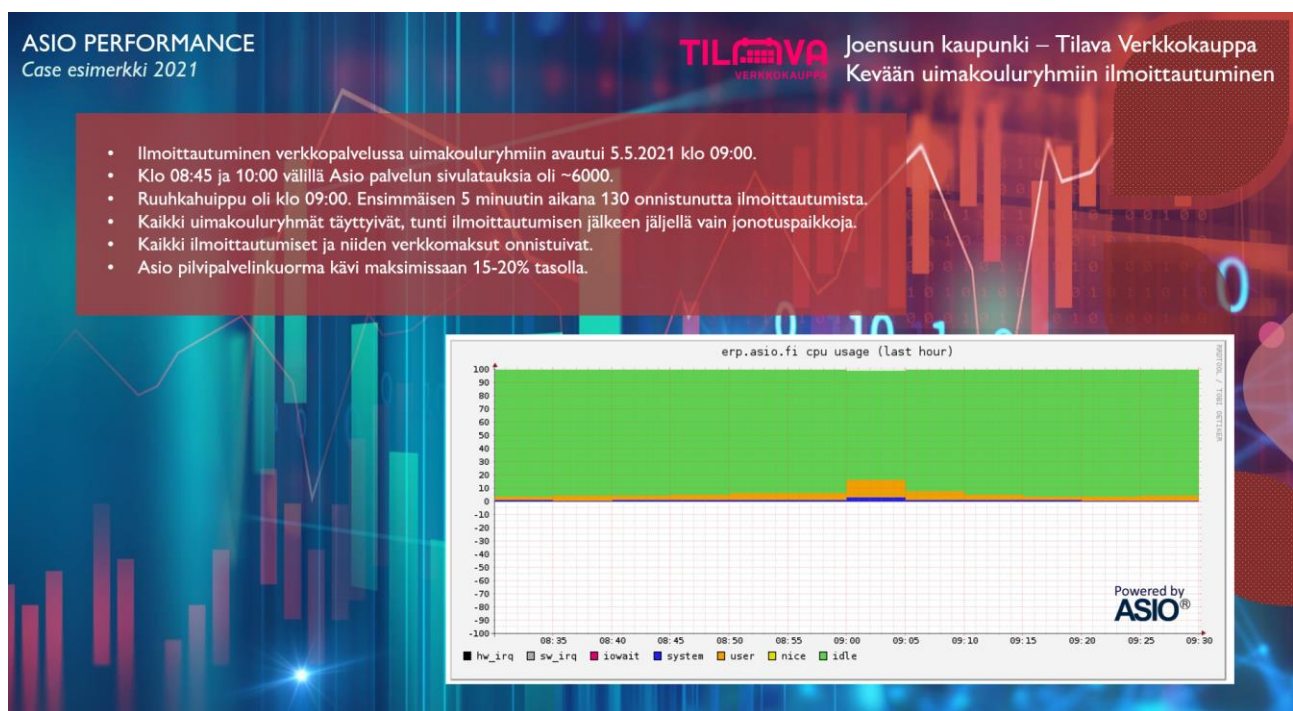 ASIO PERFORMANCE
Case esimerkki 2021
TILAVA
VERKKOKAUPPA
Joensuun kaupunki – Tilava Verkkokauppa
Kevään uimakouluryhmiin ilmoittautuminen
• Ilmoittautuminen verkkopalvelussa uimakouluryhmiin avautui 5.5.2021 klo 09:00.
• Klo 08:45 ja 10:00 välillä Asio palvelun sivulatauksia oli ~6000.
• Ruuhkahuippu oli klo 09:00. Ensimmäisen 5 minuutin aikana 130 onnistunutta ilmoittautumista.
• Kaikki uimakouluryhmät täyttyivät, tunti ilmoittautumisen jälkeen jäljellä vain jonotuspaikkoja.
• Kaikki ilmoittautumiset ja niiden verkkomaksut onnistuivat.
• Asio pilvipalvelinkuorma kävi maksimissaan 15-20% tasolla.
erp.asio.fi cpu usage (last hour)
RRDTOOL / TOBI OETIKER
100
90
80
70
60
50
40
30
20
10
0
-10
-20
-30
-40
-50
-60
-70
-80
-90
-100
08:35 08:40 08:45 08:50 08:55 09:00 09:05 09:10 09:15 09:20 09:25 09:30
hw_irq sw_irq iowait system user nice idle
Powered by
ASIO®